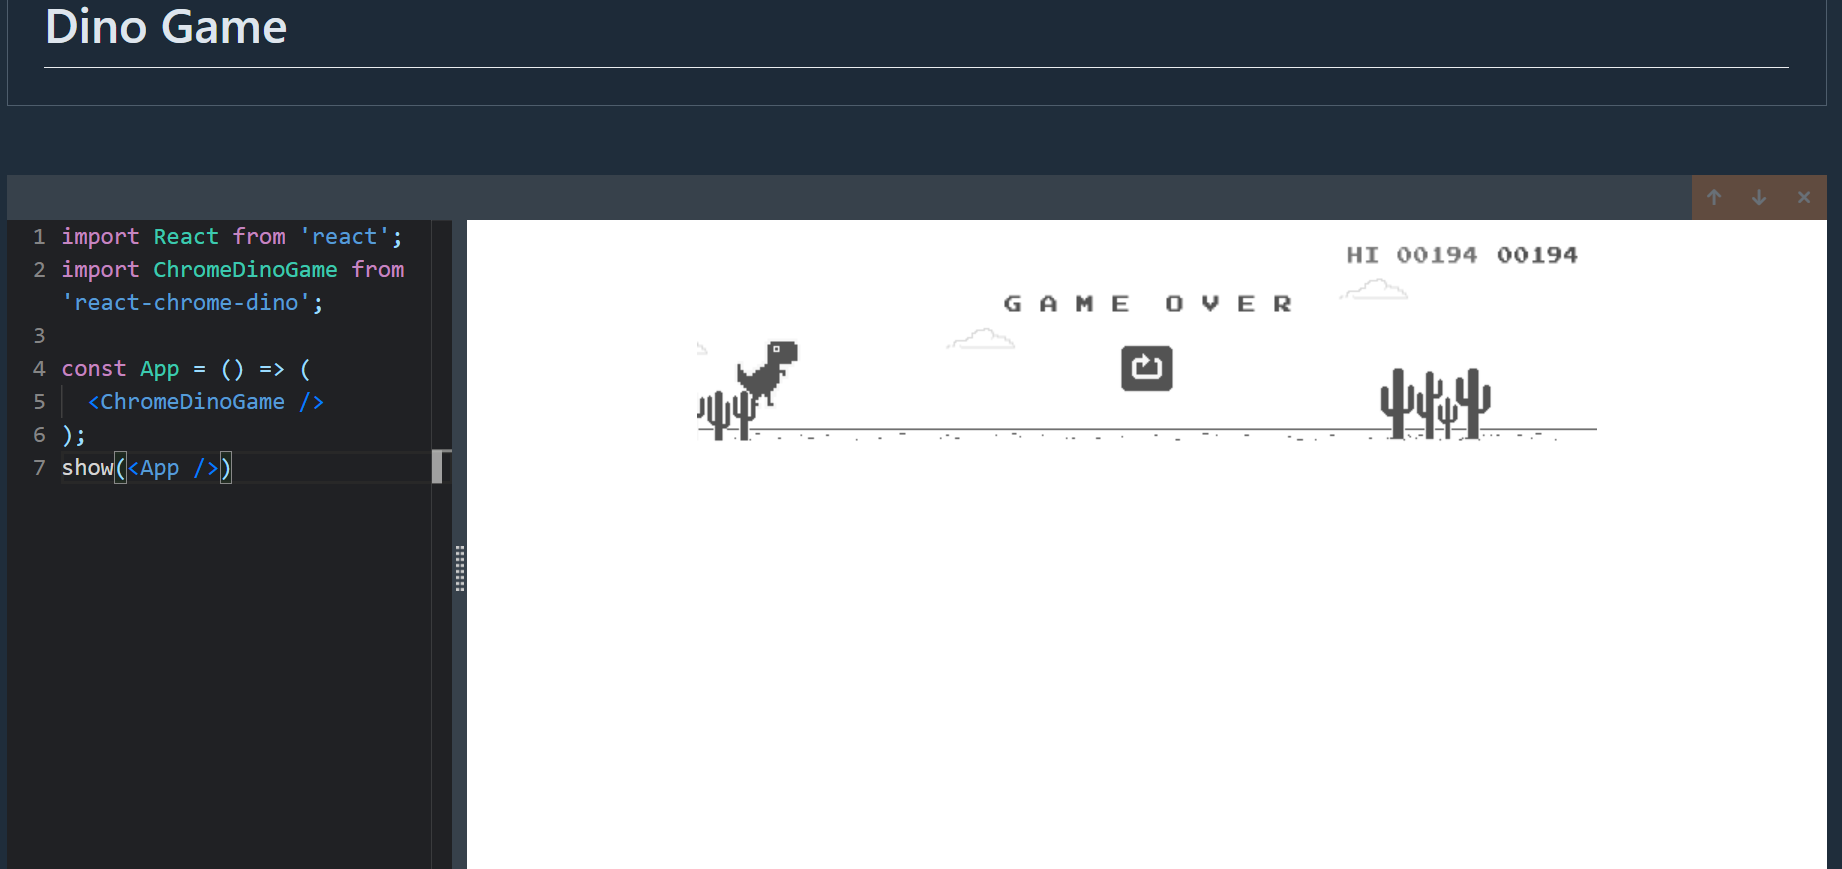 Dino Game
1 import React from 'react';
2 import ChromeDinoGame from
'react-chrome-dino';
3
4 const App = () => (
5 <ChromeDinoGame />
6 );
7 show(<App />)
HI 00194 00194
GAME OVER